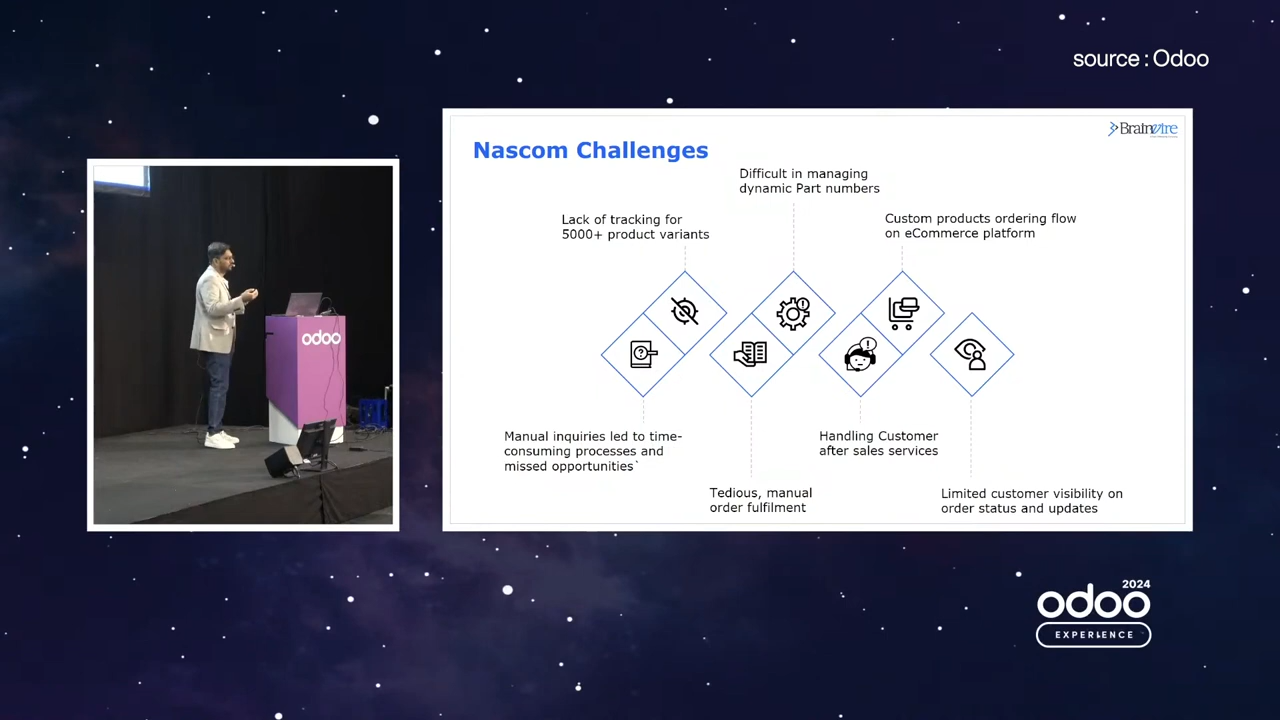 source : Odoo
Brainvire
Nascom Challenges
Difficult in managing
dynamic Part numbers
Lack of tracking for
5000+ product variants
Custom products ordering flow
on eCommerce platform
odoo
Manual inquiries led to time-
consuming processes and
missed opportunities`
Handling Customer
after sales services
Tedious, manual
order fulfilment
Limited customer visibility on
order status and updates
2024
odoo
EXPERIENCE